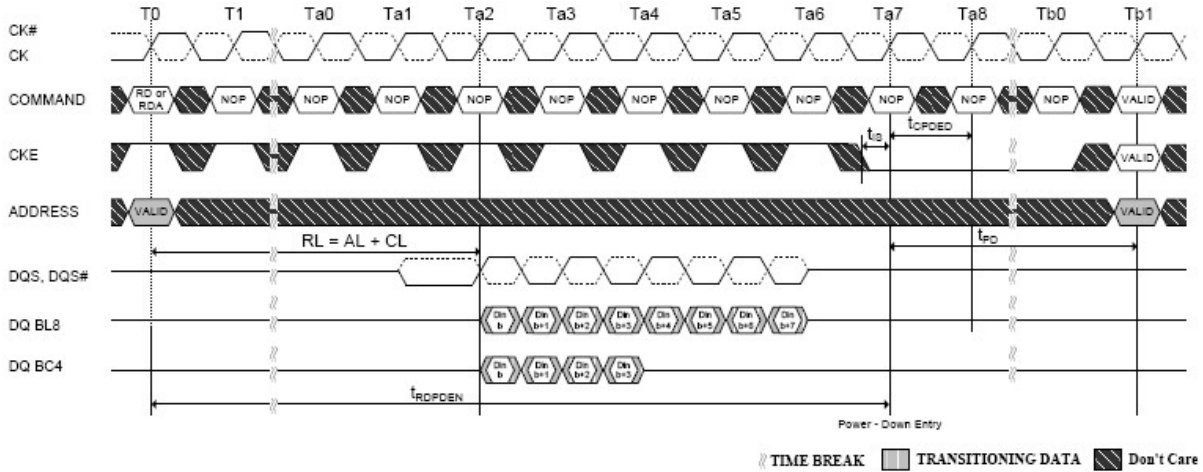 T0 T1 Ta0 Ta1 Ta2 Ta3 Ta4 Ta5 Ta6 Ta7 Ta8 Tb0 Tb1
CK#
CK
COMMAND RD or RDA NOP NOP NOP NOP NOP NOP NOP NOP NOP NOP NOP VALID
tIS tCPDED
CKE VALID
ADDRESS VALID VALID
RL = AL + CL tPD
DQS, DQS#
DQ BL8 Din b Din b+1 Din b+2 Din b+3 Din b+4 Din b+5 Din b+6 Din b+7
DQ BC4 Din b Din b+1 Din b+2 Din b+3
tRDPDEN
Power - Down Entry
TIME BREAK TRANSITIONING DATA Don't Care